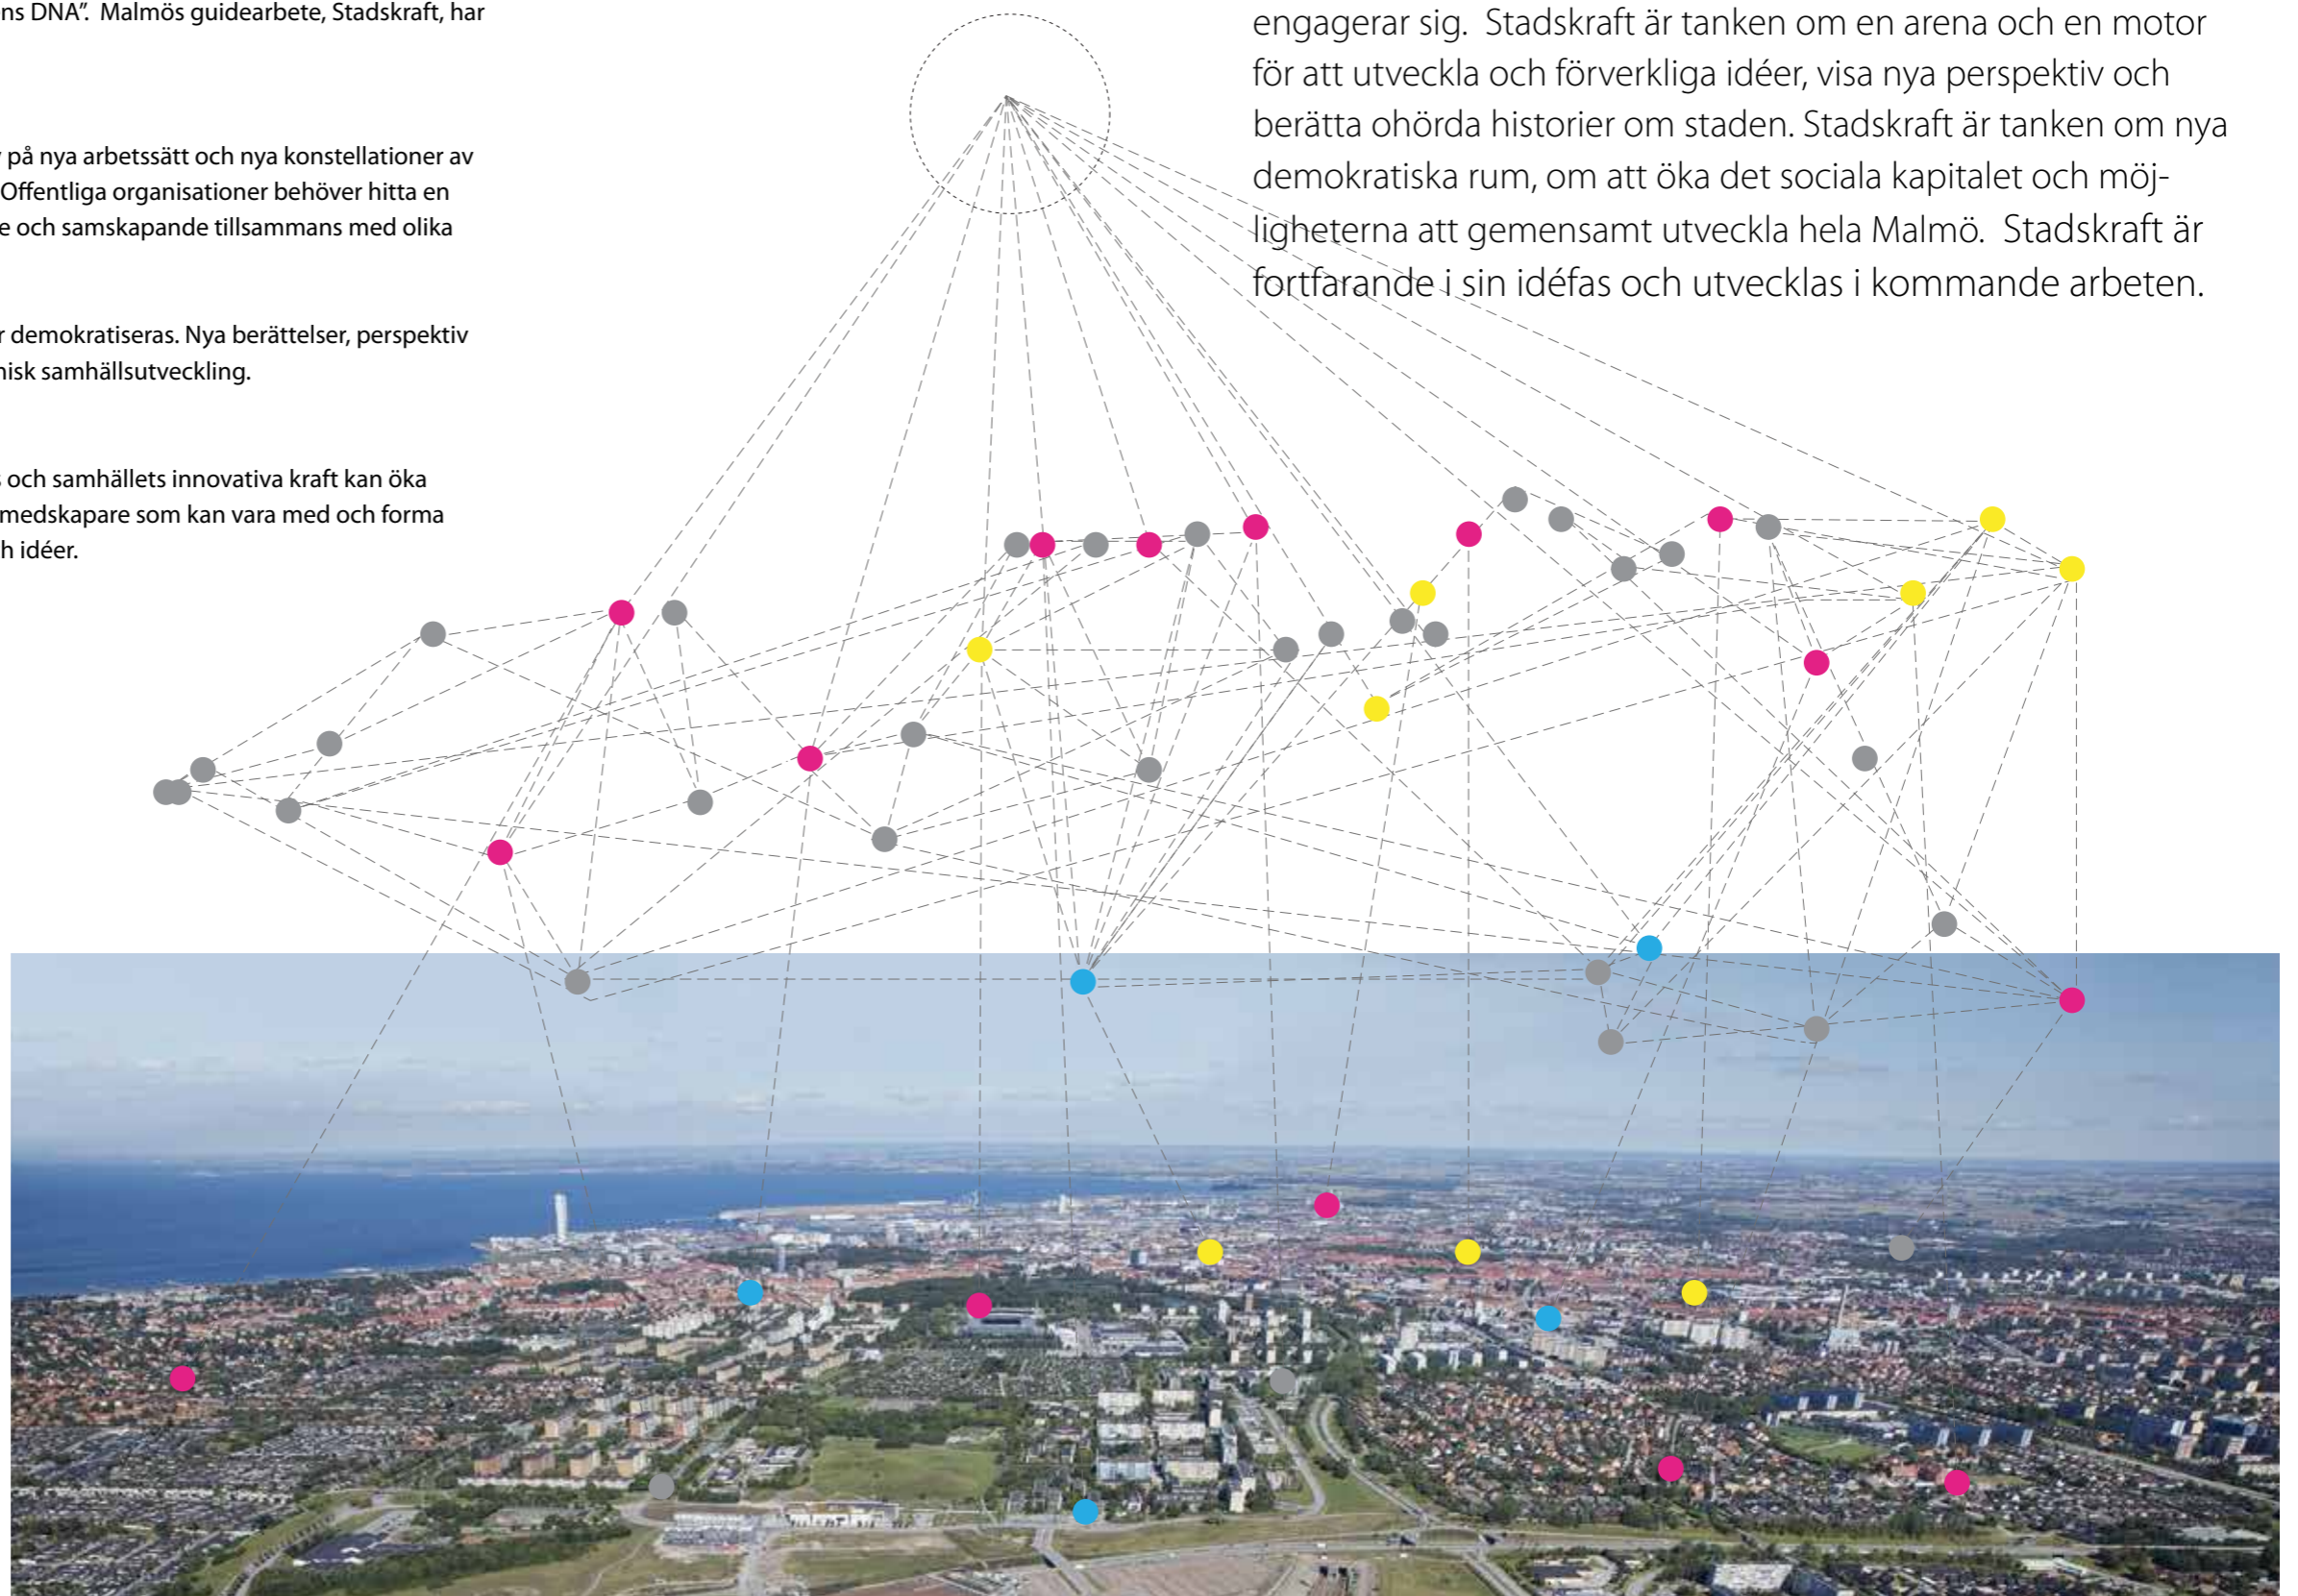 ns DNA”. Malmös guidearbete, Stadskraft, har
på nya arbetssätt och nya konstellationer av
Offentliga organisationer behöver hitta en
e och samskapande tillsammans med olika
r demokratiseras. Nya berättelser, perspektiv
nisk samhällsutveckling.
s och samhällets innovativa kraft kan öka
medskapare som kan vara med och forma
h idéer.
engagerar sig. Stadskraft är tanken om en arena och en motor
för att utveckla och förverkliga idéer, visa nya perspektiv och
berätta ohörda historier om staden. Stadskraft är tanken om nya
demokratiska rum, om att öka det sociala kapitalet och möj-
ligheterna att gemensamt utveckla hela Malmö. Stadskraft är
fortfarande i sin idéfas och utvecklas i kommande arbeten.